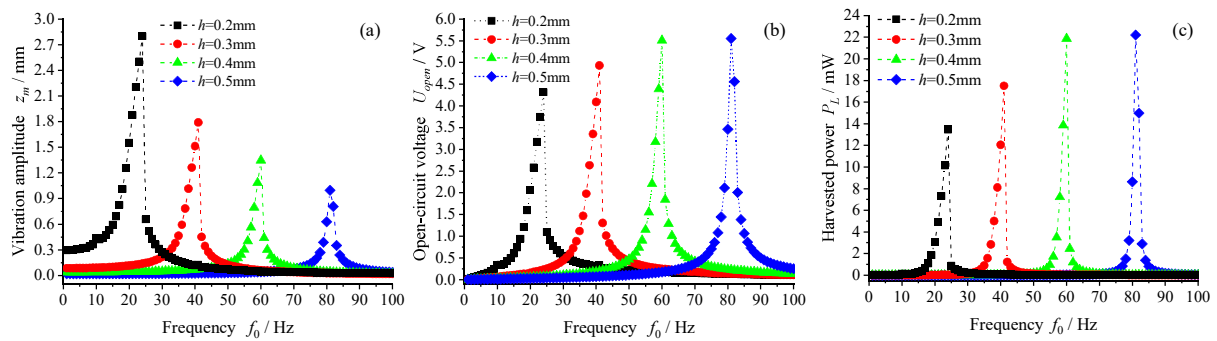 (a)
h=0.2mm
h=0.3mm
h=0.4mm
h=0.5mm
Vibration amplitude z_m / mm
3.0
2.7
2.4
2.1
1.8
1.5
1.2
0.9
0.6
0.3
0.0
0 10 20 30 40 50 60 70 80 90 100
Frequency f_0 / Hz
(b)
h=0.2mm
h=0.3mm
h=0.4mm
h=0.5mm
Open-circuit voltage U_open / V
6.0
5.5
5.0
4.5
4.0
3.5
3.0
2.5
2.0
1.5
1.0
0.5
0.0
0 10 20 30 40 50 60 70 80 90 100
Frequency f_0 / Hz
(c)
h=0.2mm
h=0.3mm
h=0.4mm
h=0.5mm
Harvested power P_L / mW
24
22
20
18
16
14
12
10
8
6
4
2
0
0 10 20 30 40 50 60 70 80 90 100
Frequency f_0 / Hz